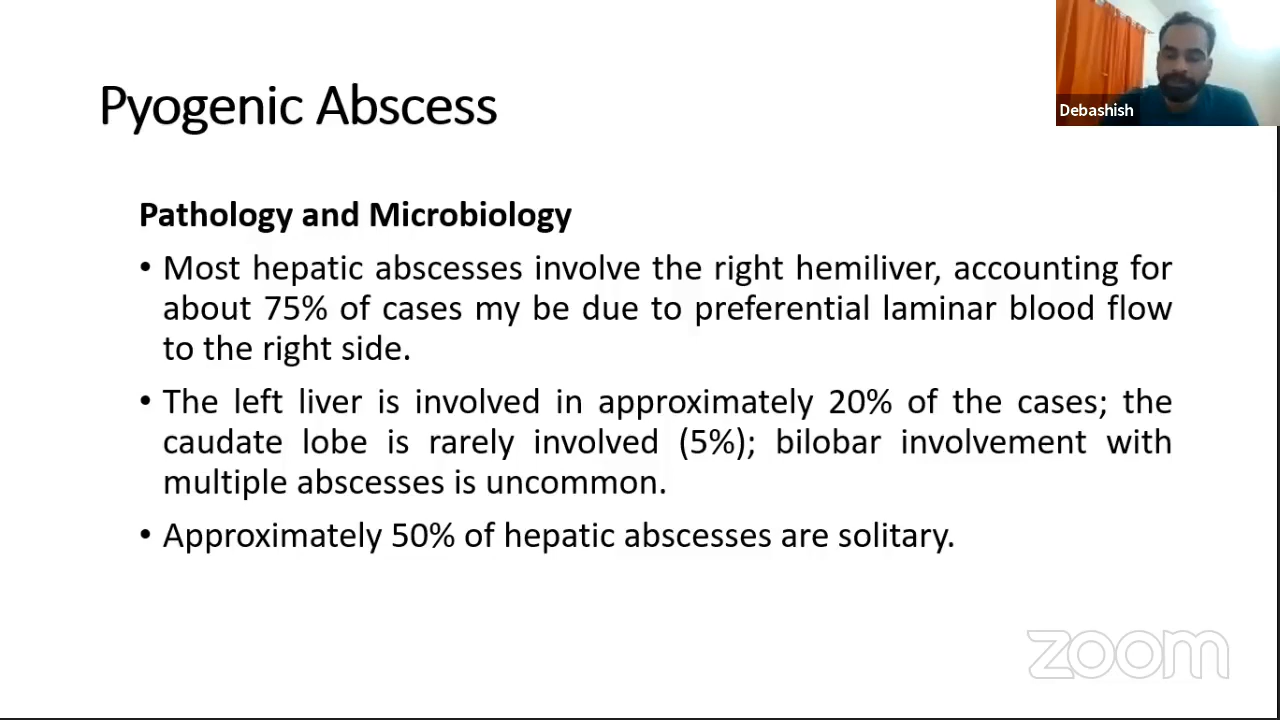 Pyogenic Abscess
Debashish
Pathology and Microbiology
• Most hepatic abscesses involve the right hemiliver, accounting for
about 75% of cases my be due to preferential laminar blood flow
to the right side.
• The left liver is involved in approximately 20% of the cases; the
caudate lobe is rarely involved (5%); bilobar involvement with
multiple abscesses is uncommon.
• Approximately 50% of hepatic abscesses are solitary.
zoom